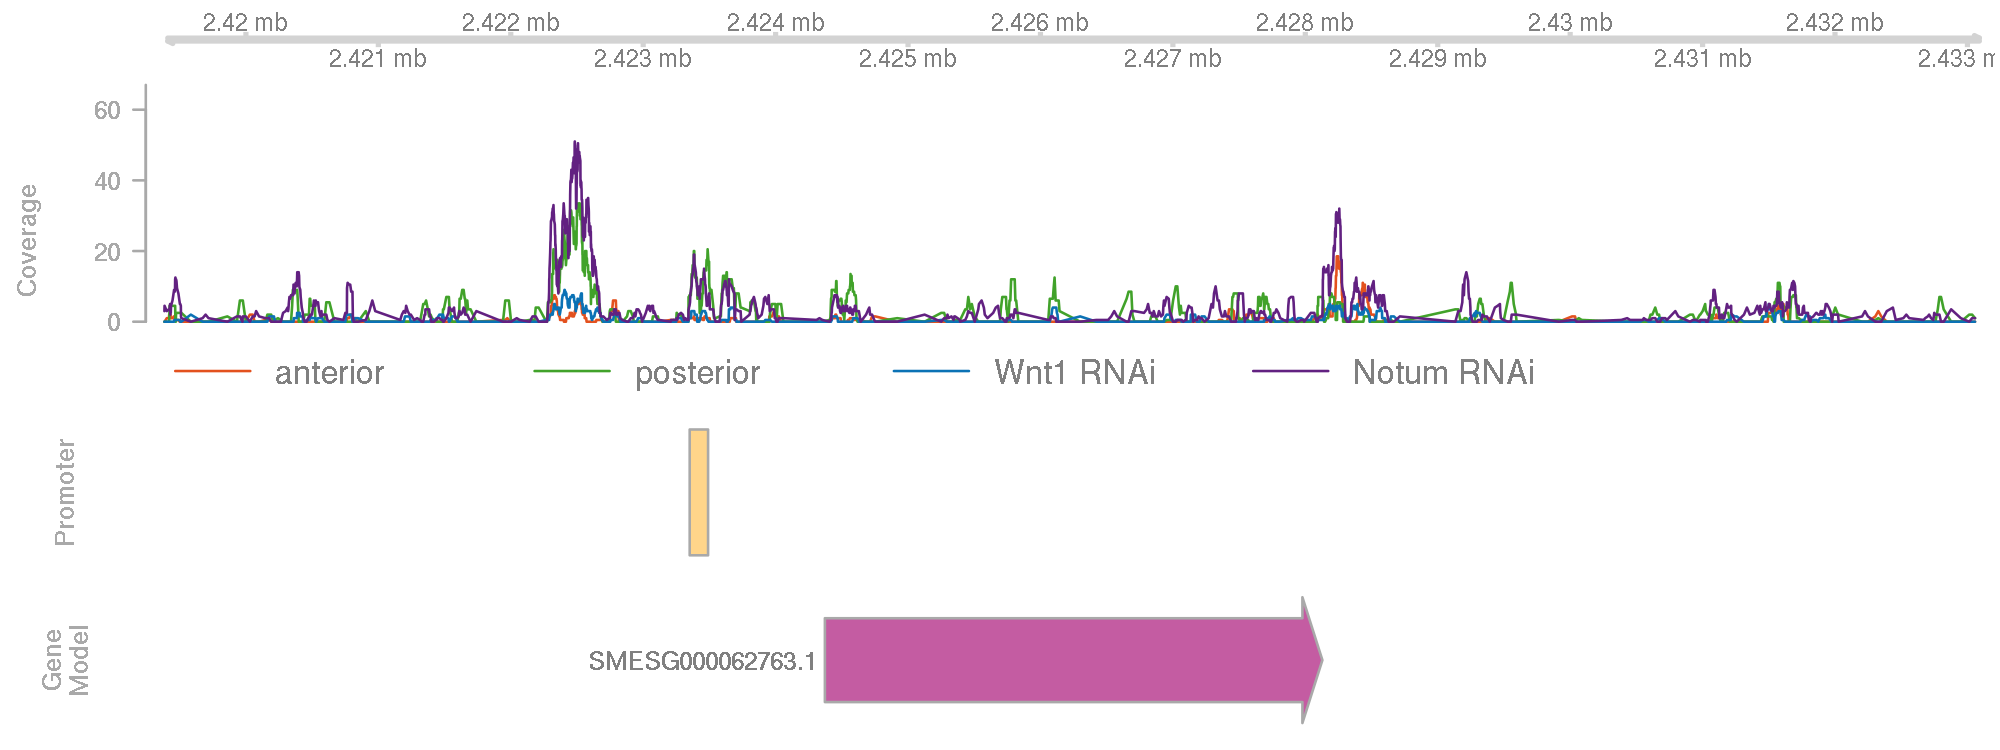 2.42 mb 2.422 mb 2.424 mb 2.426 mb 2.428 mb 2.43 mb 2.432 mb
2.421 mb 2.423 mb 2.425 mb 2.427 mb 2.429 mb 2.431 mb 2.433 m
60
40
20
0
Coverage
anterior posterior Wnt1 RNAi Notum RNAi
Promoter
SMESG000062763.1
Gene
Model